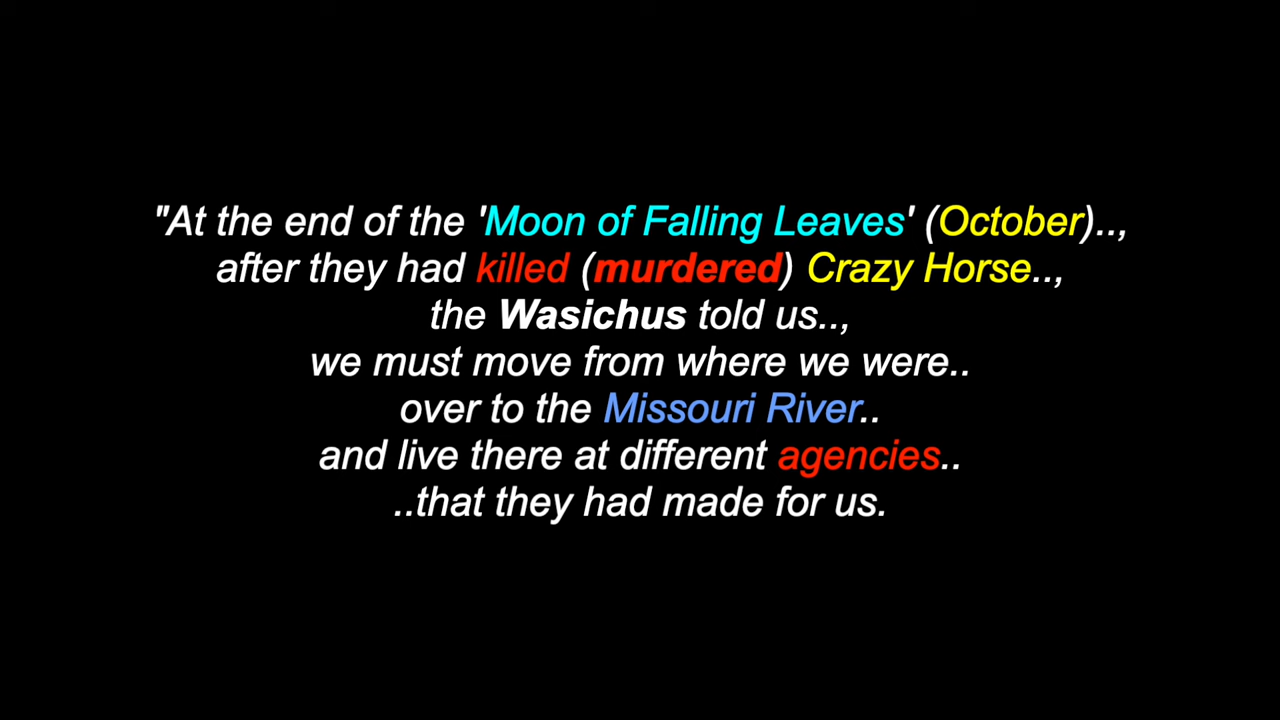 "At the end of the 'Moon of Falling Leaves' (October)..,
after they had killed (murdered) Crazy Horse..,
the Wasichus told us..,
we must move from where we were..
over to the Missouri River..
and live there at different agencies..
..that they had made for us.